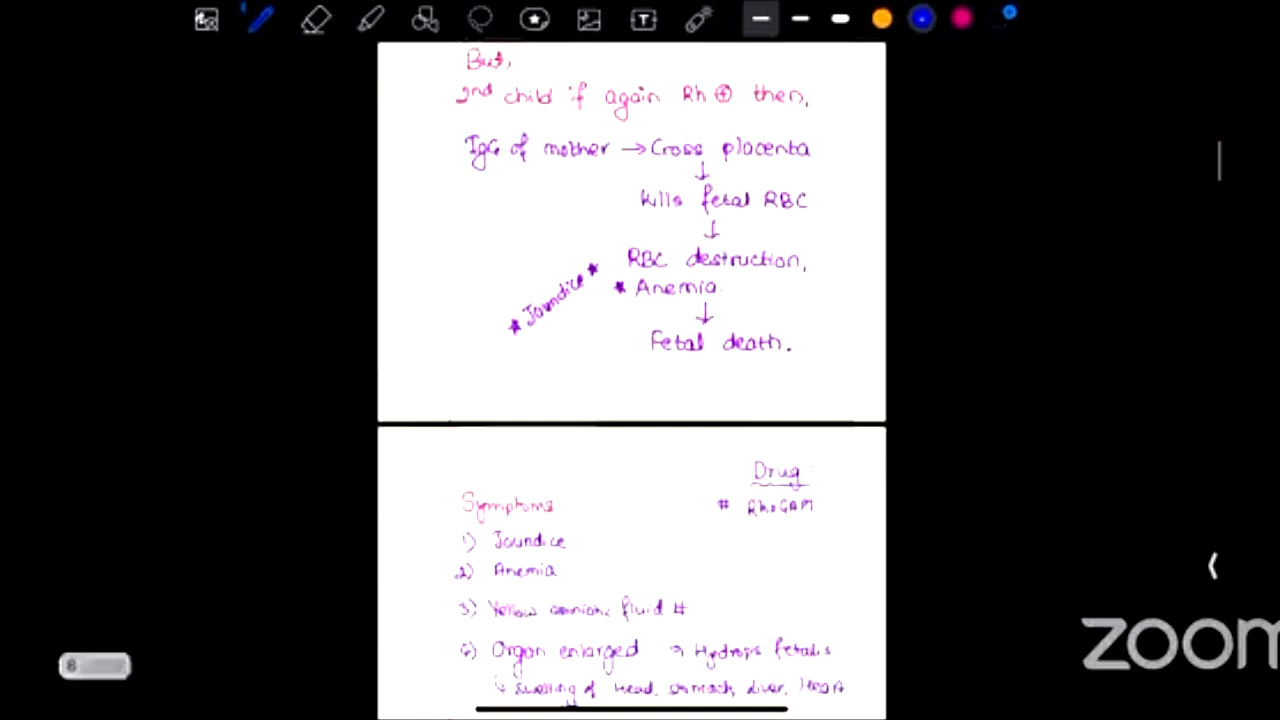 But,
2nd child if again Rh ⊕ then,
IgG of mother → Cross placenta
↓
kills fetal RBC
↓
RBC destruction,
★ Anemia
★ Jaundice ★
↓
Fetal death.
Drug
# RhoGAM
Symptoms
1) Jaundice
2) Anemia
3) Yellow amniotic fluid #
4) Organ enlarged → Hydrops fetalis
↳ Swelling of Head, stomach, liver, Heart
8
zoom
T